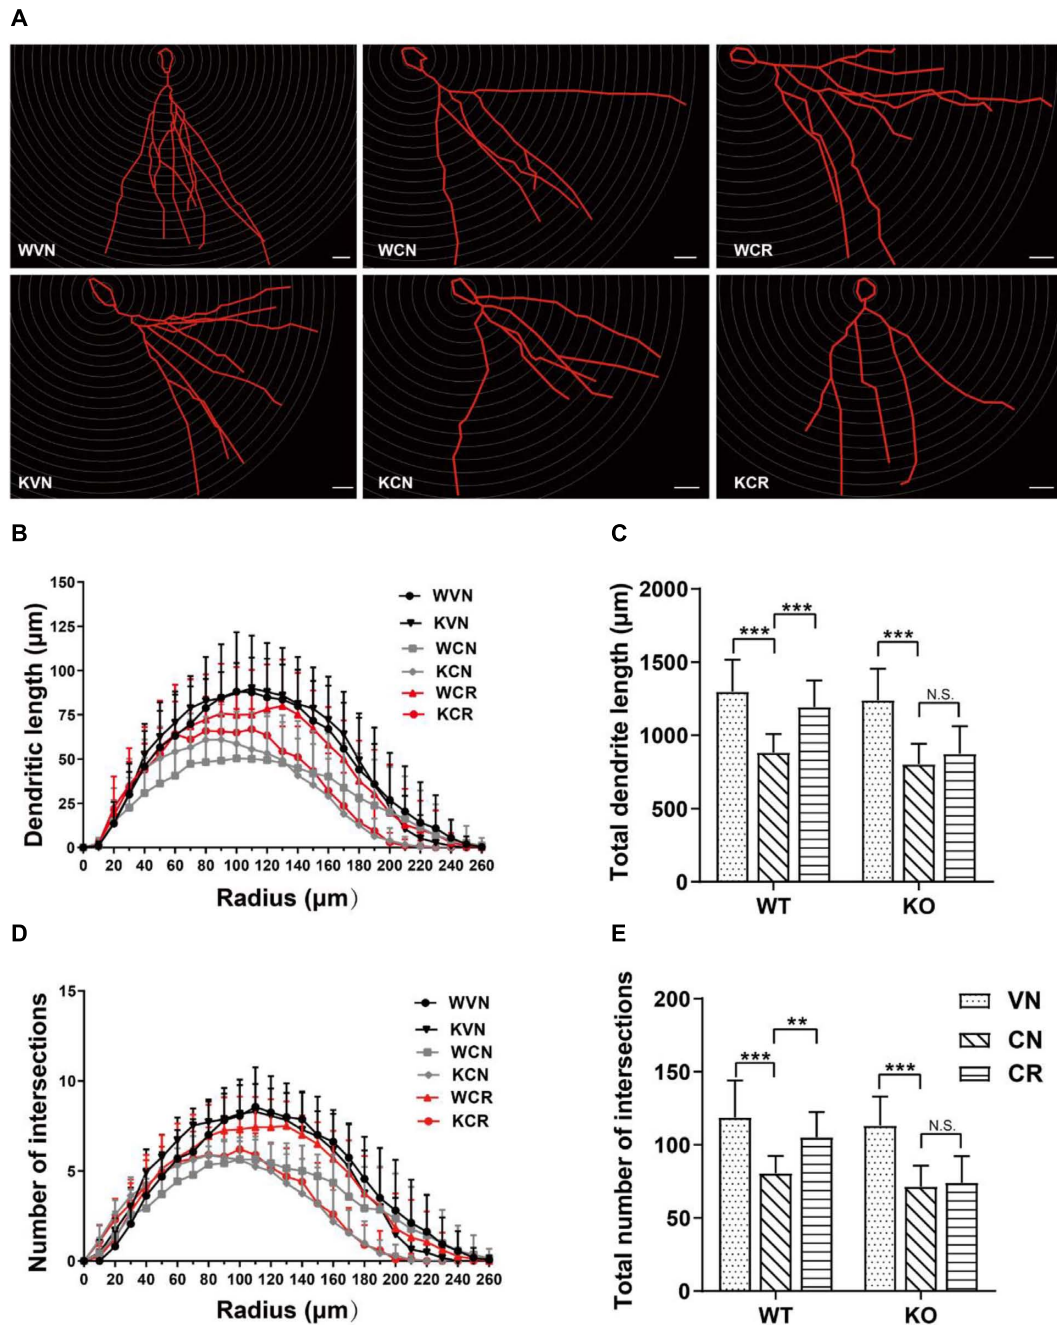 A
WVN
WCN
WCR
KVN
KCN
KCR
B
Dendritic length (μm)
150
125
100
75
50
25
0
0 20 40 60 80 100 120 140 160 180 200 220 240 260
Radius (μm)
WVN
KVN
WCN
KCN
WCR
KCR
C
Total dendrite length (μm)
2000
1500
1000
500
0
***
***
***
N.S.
WT
KO
D
Number of intersections
15
10
5
0
0 20 40 60 80 100 120 140 160 180 200 220 240 260
Radius (μm)
WVN
KVN
WCN
KCN
WCR
KCR
E
Total number of intersections
200
150
100
50
0
***
**
***
N.S.
WT
KO
VN
CN
CR